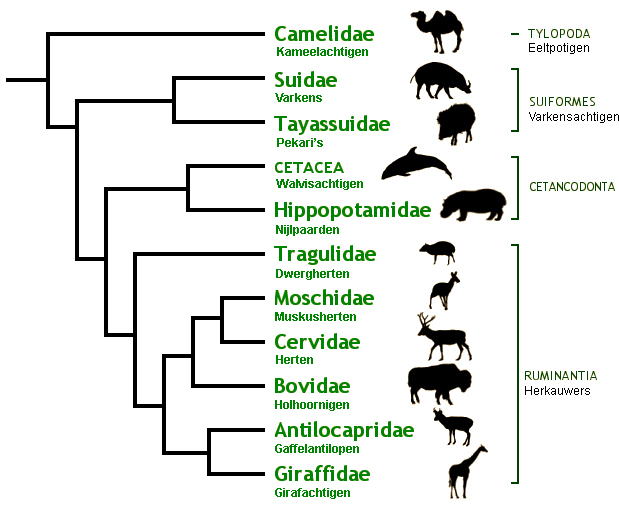 Camelidae
Kameelachtigen
TYLOPODA
Eeltpotigen
Suidae
Varkens
Tayassuidae
Pekari's
SUIFORMES
Varkensachtigen
CETACEA
Walvisachtigen
Hippopotamidae
Nijlpaarden
CETANCODONTA
Tragulidae
Dwergherten
Moschidae
Muskusherten
Cervidae
Herten
Bovidae
Holhoornigen
Antilocapridae
Gaffelantilopen
Giraffidae
Girafachtigen
RUMINANTIA
Herkauwers